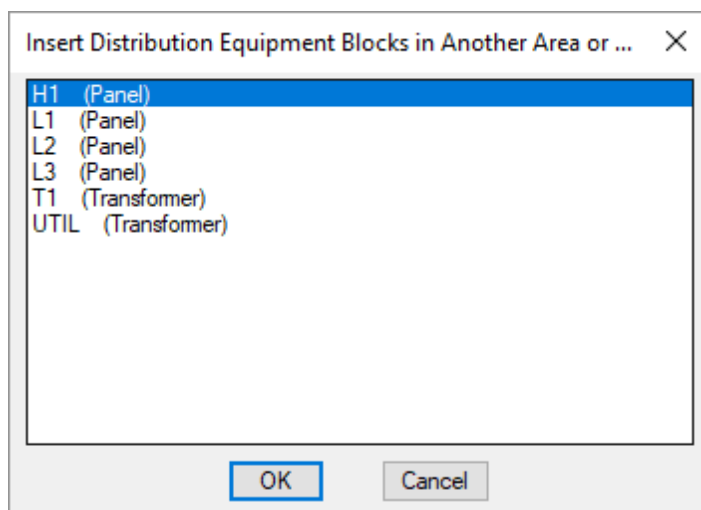 Insert Distribution Equipment Blocks in Another Area or ...
H1 (Panel)
L1 (Panel)
L2 (Panel)
L3 (Panel)
T1 (Transformer)
UTIL (Transformer)
OK
Cancel